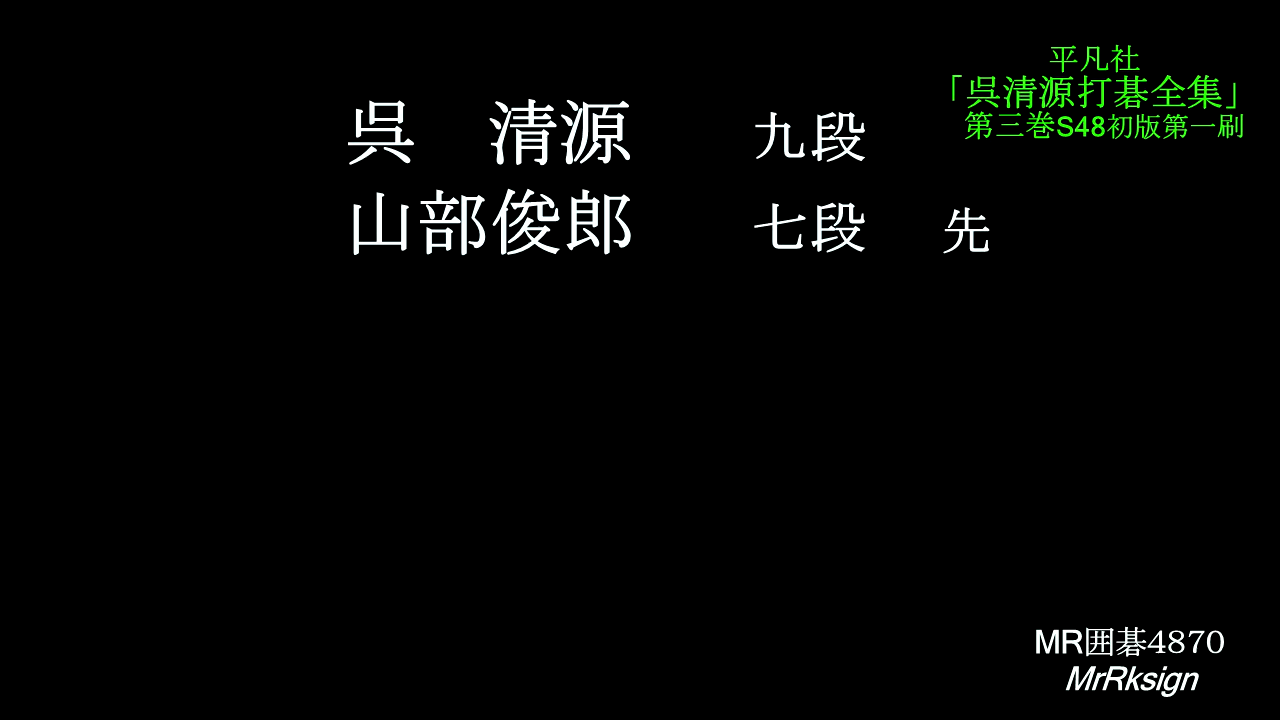 平凡社
「呉清源打碁全集」
第三巻S48初版第一刷
呉　清源　九段
山部俊郎　七段　先
MR囲碁4870
MrRksign